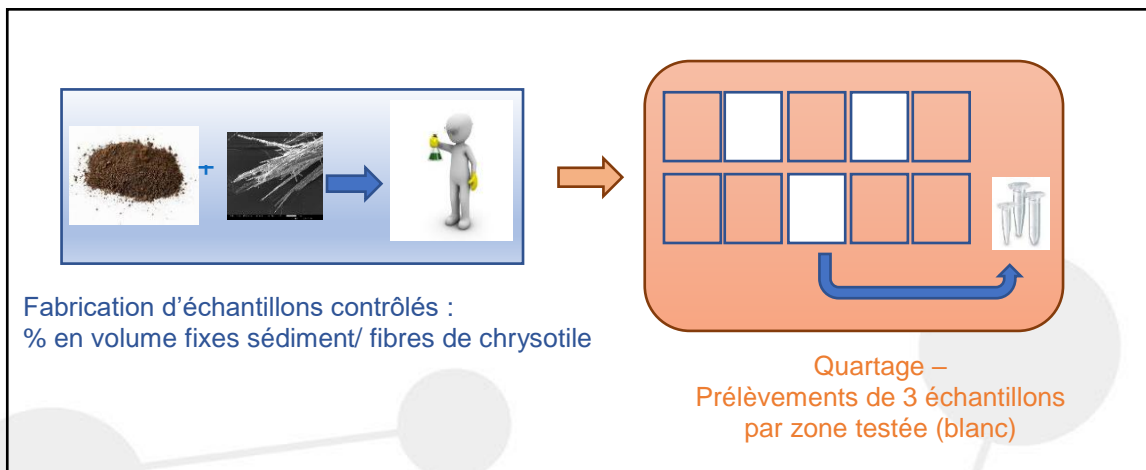 +
Fabrication d'échantillons contrôlés :
% en volume fixes sédiment/ fibres de chrysotile
Quartage –
Prélèvements de 3 échantillons
par zone testée (blanc)